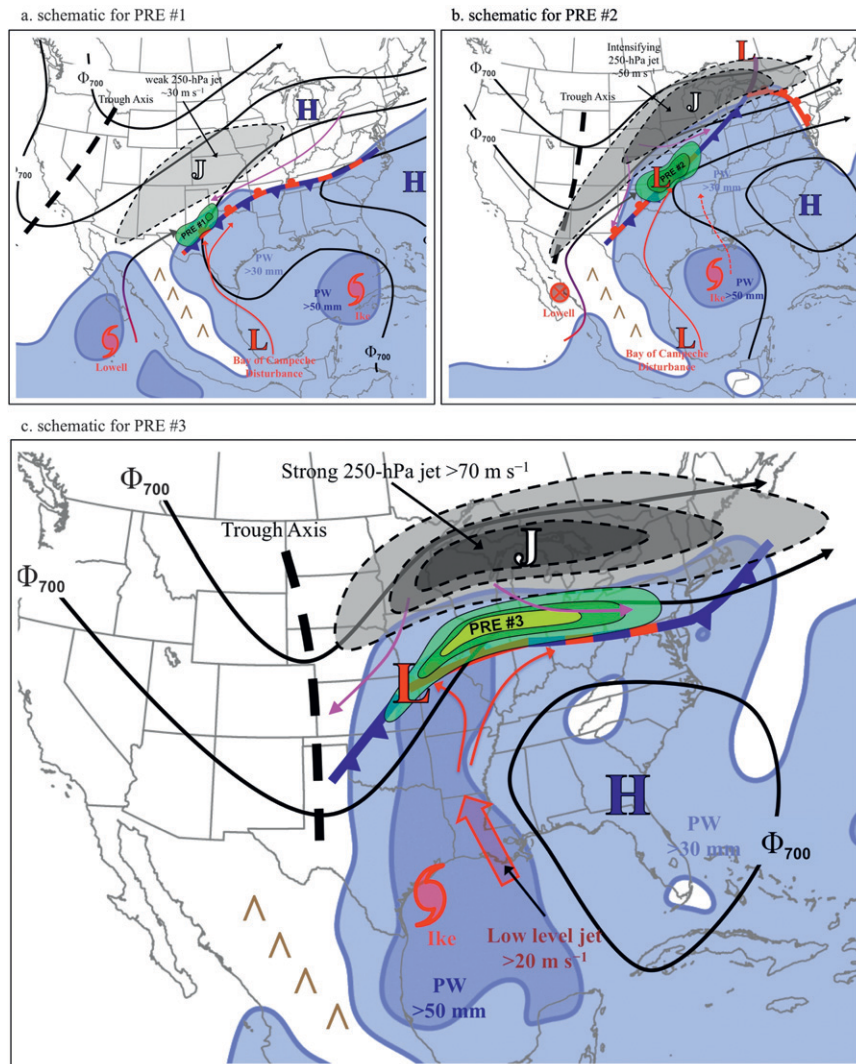 a. schematic for PRE #1
Φ700
weak 250-hPa jet
~30 m s⁻¹
Trough Axis
H
J
700
H
PRE #1
PW
>30 mm
PW
>50 mm
Ike
Lowell
L
Bay of Campeche
Disturbance
Φ700
b. schematic for PRE #2
L
Intensifying
250-hPa jet
~50 m s⁻¹
Φ700
J
Trough Axis
Φ700
L
PRE #2
PW
>30 mm
H
Ike
PW
>50 mm
Lowell
L
Bay of Campeche
Disturbance
c. schematic for PRE #3
Strong 250-hPa jet >70 m s⁻¹
Φ700
Trough Axis
J
Φ700
PRE #3
L
H
PW
>30 mm
Φ700
Ike
Low level jet
>20 m s⁻¹
PW
>50 mm